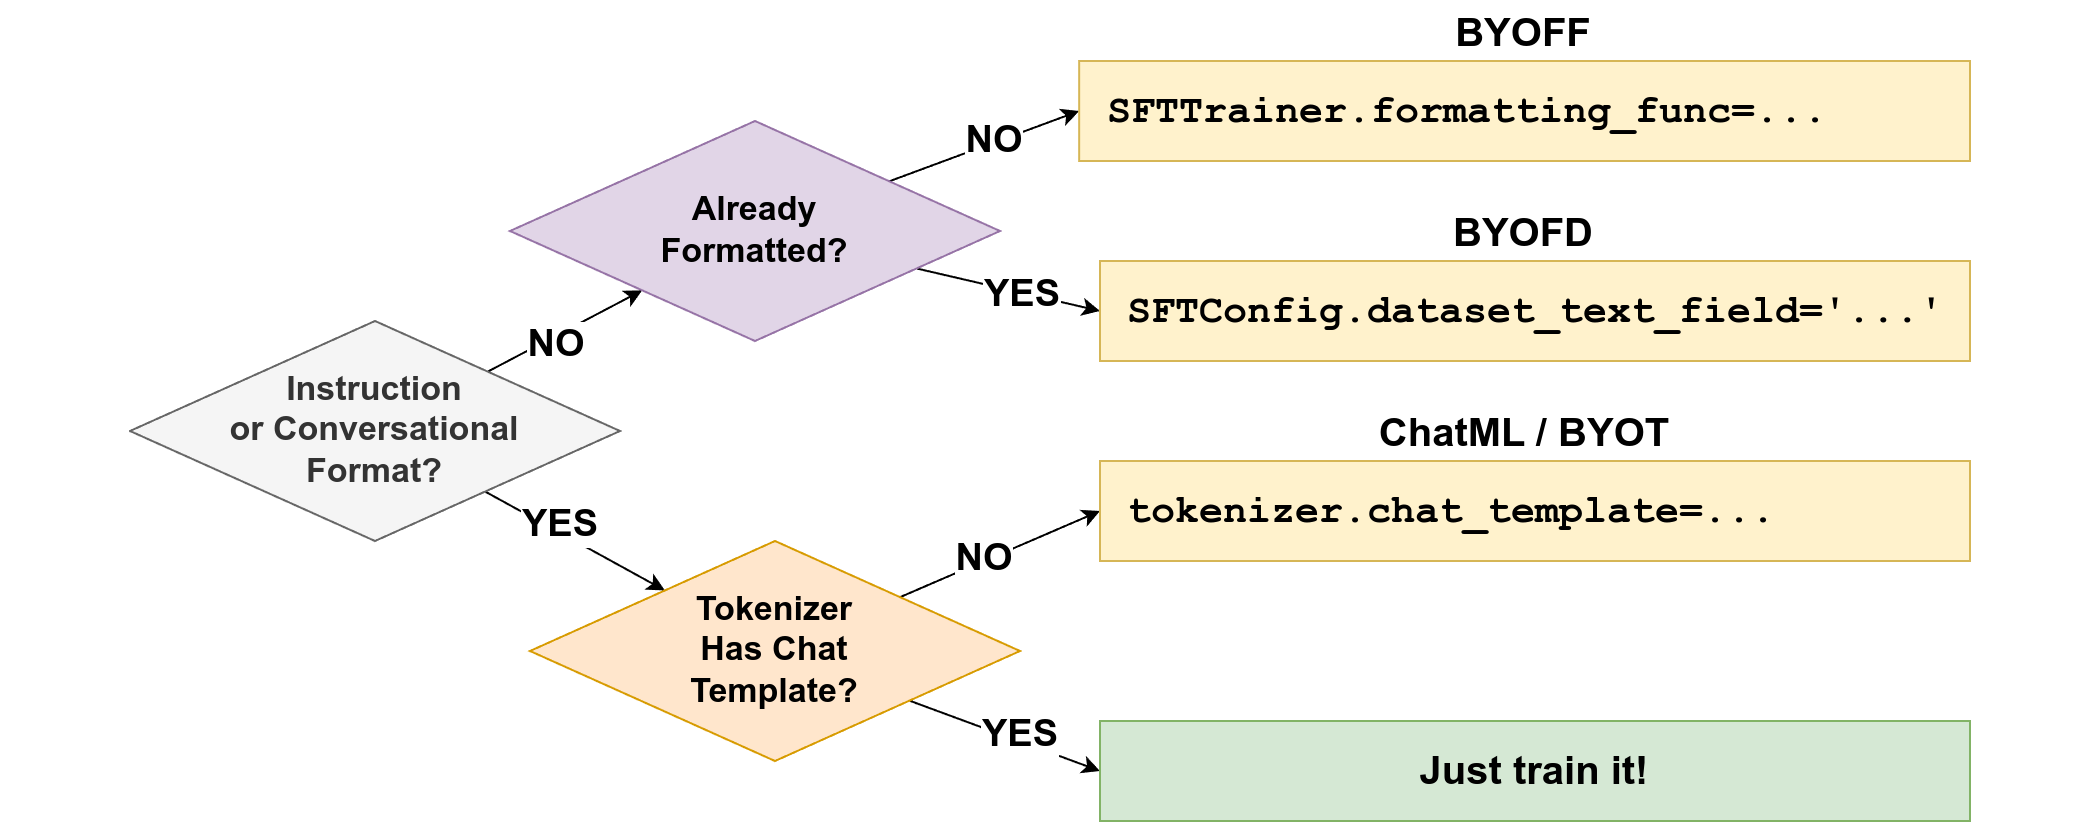 BYOFF
SFTTrainer.formatting_func=...
NO
Already
Formatted?
BYOFD
YES
SFTConfig.dataset_text_field='...'
NO
Instruction
or Conversational
Format?
ChatML / BYOT
YES
tokenizer.chat_template=...
NO
Tokenizer
Has Chat
Template?
YES
Just train it!